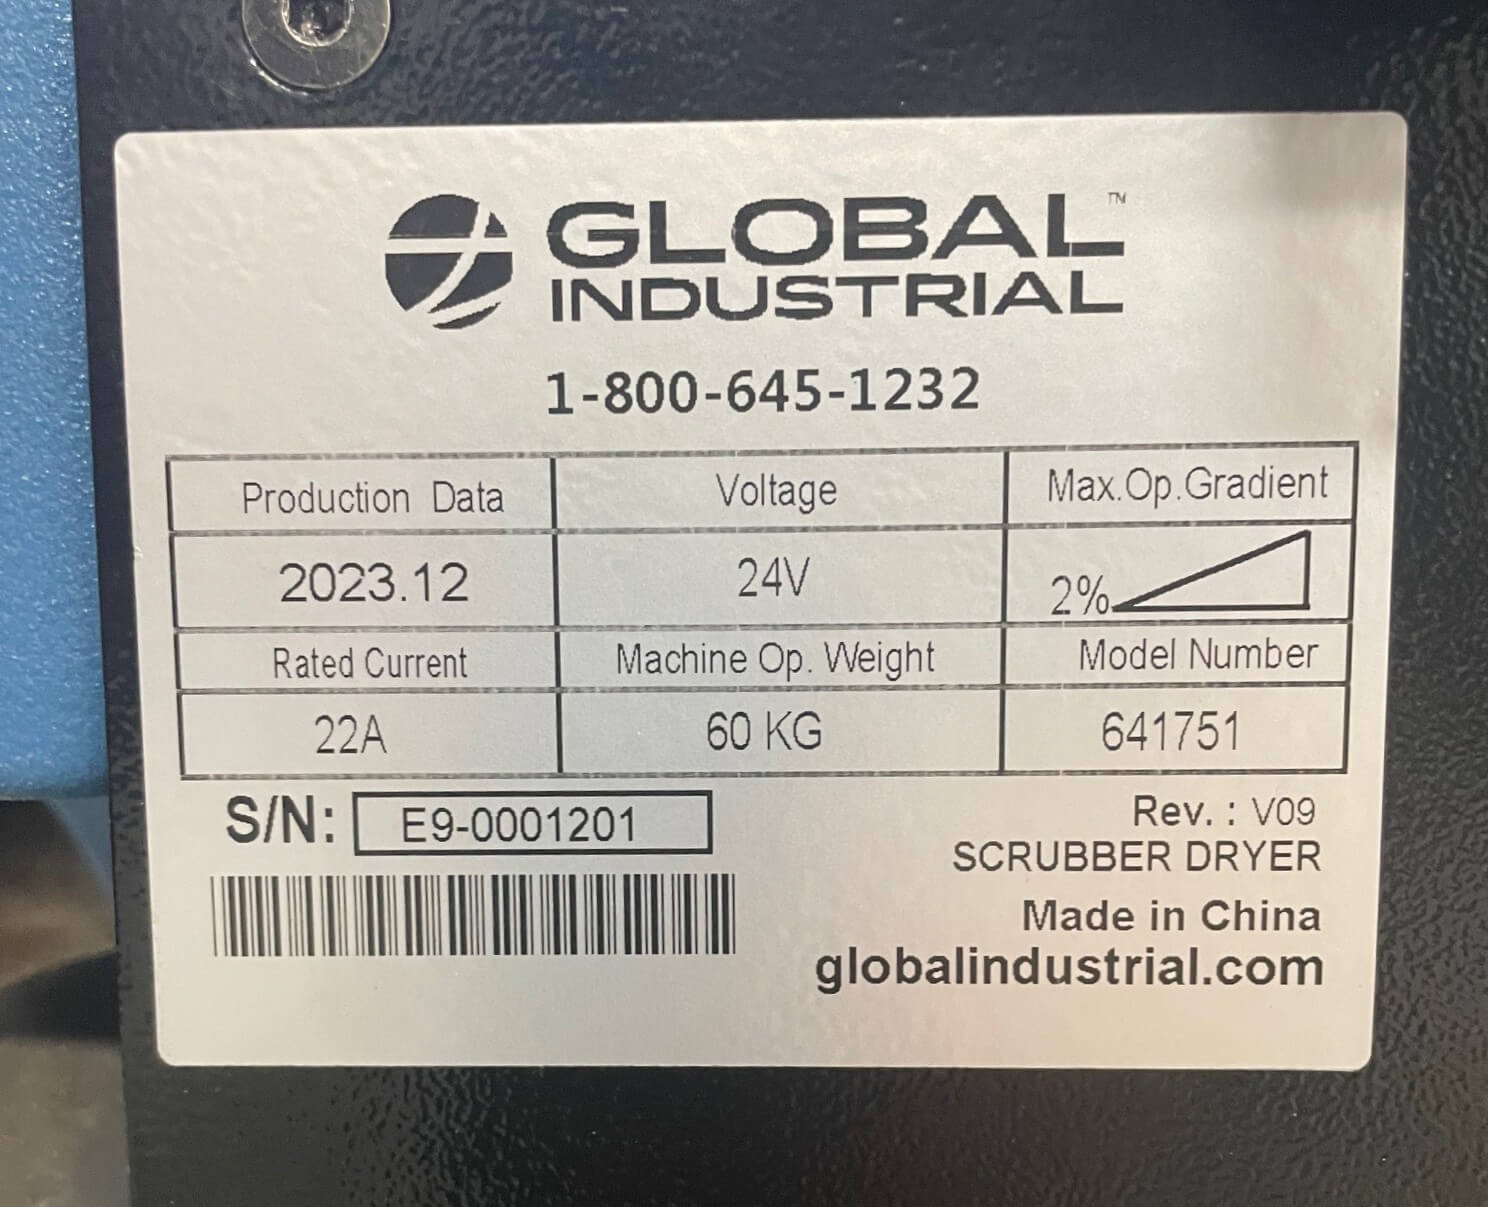 GLOBAL™
INDUSTRIAL
1-800-645-1232
Production Data Voltage Max.Op.Gradient
2023.12 24V 2%
Rated Current Machine Op. Weight Model Number
22A 60 KG 641751
S/N: E9-0001201
Rev. : V09
SCRUBBER DRYER
Made in China
globalindustrial.com